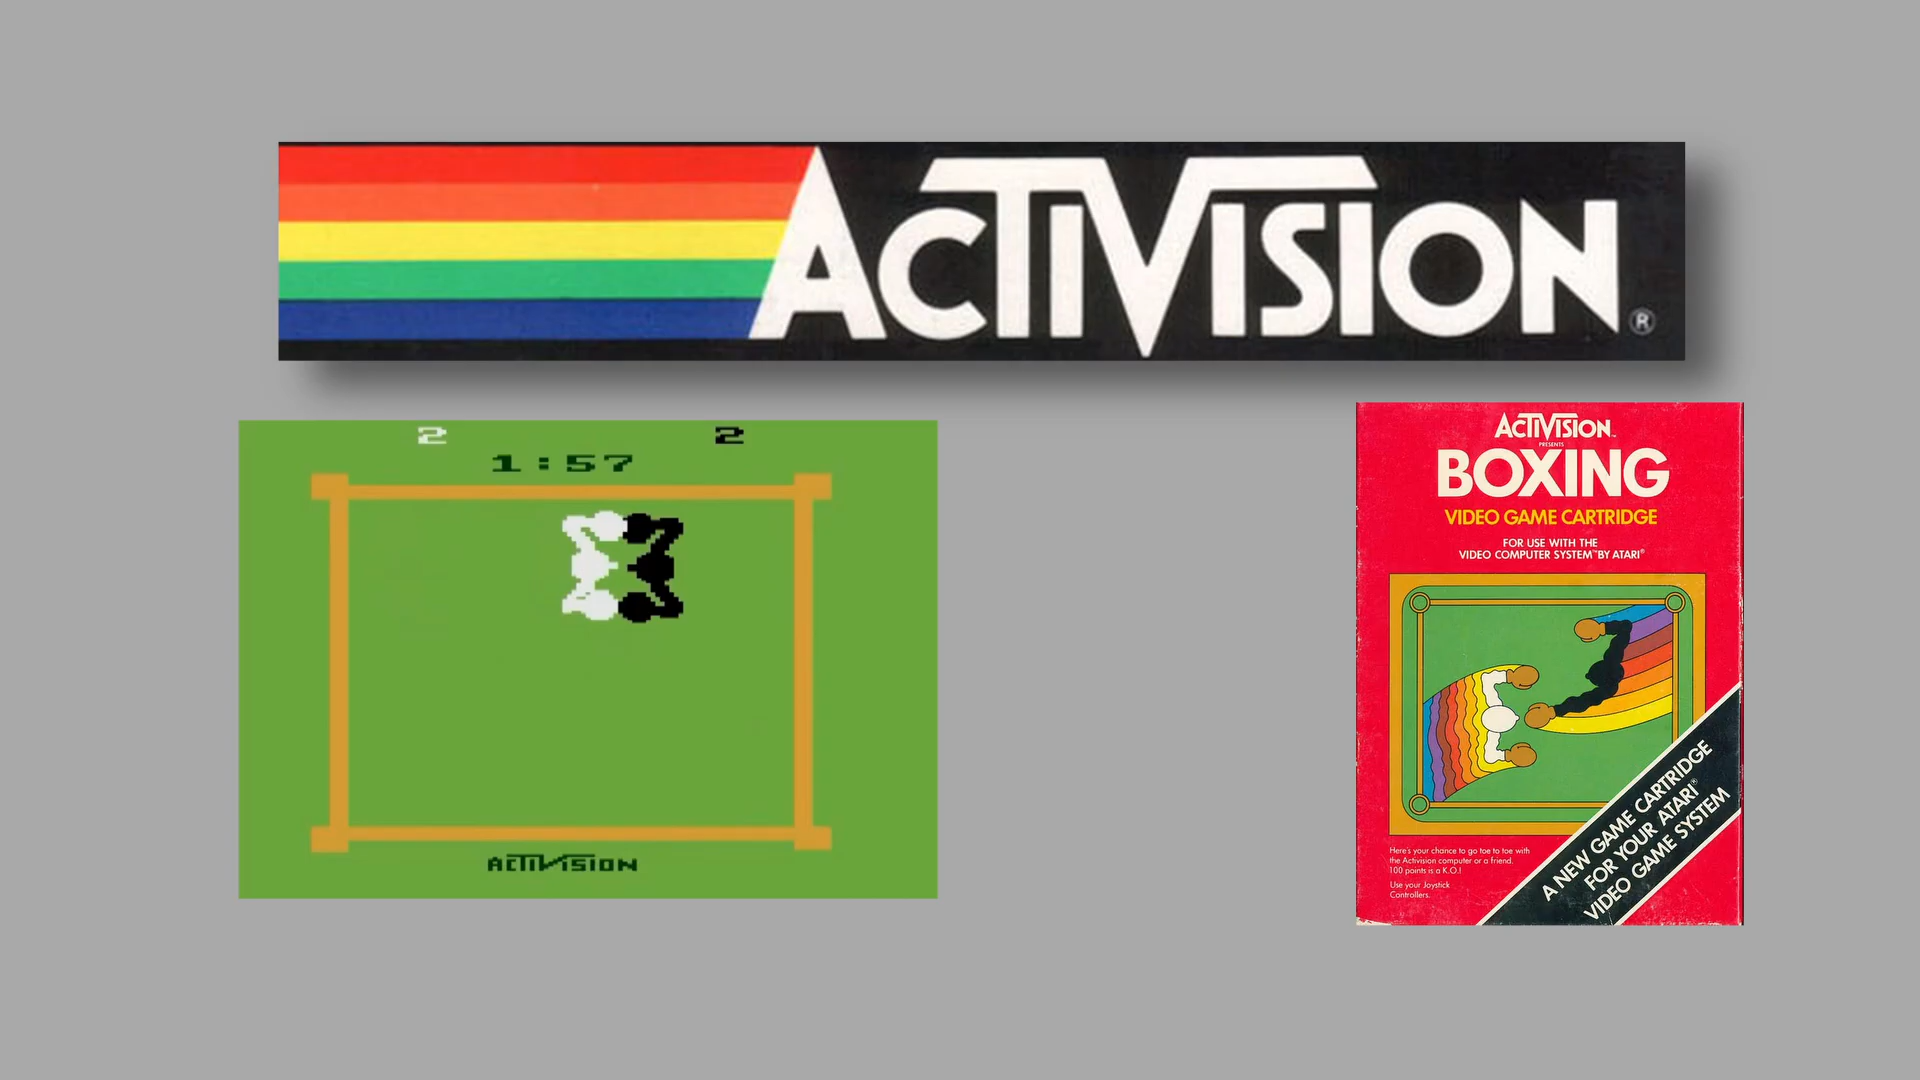 ACTIVISION®
2 2
1:57
ACTIVISION
ACTIVISION™
PRESENTS
BOXING
VIDEO GAME CARTRIDGE
FOR USE WITH THE
VIDEO COMPUTER SYSTEM™ BY ATARI®
Here's your chance to go toe to toe with
the Activision computer or a friend.
100 points is a K.O.!
Use your Joystick
Controllers.
A NEW GAME CARTRIDGE
FOR YOUR ATARI®
VIDEO GAME SYSTEM